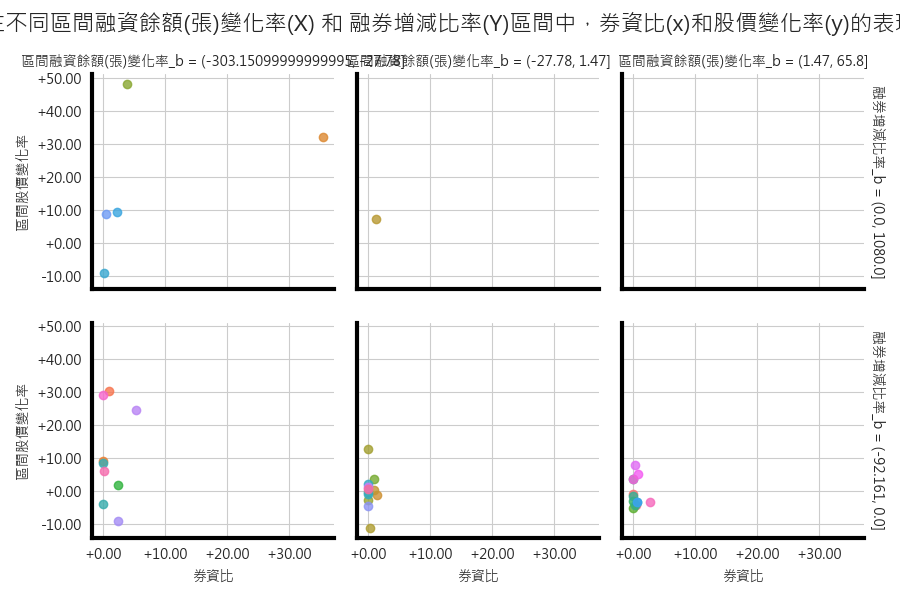 不同區間融資餘額(張)變化率(X) 和 融券增減比率(Y)區間中，券資比(x)和股價變化率(y)的表
區間融資餘額(張)變化率_b = (-303.15099999999995, -27.78]
區間融資餘額(張)變化率_b = (-27.78, 1.47]
區間融資餘額(張)變化率_b = (1.47, 65.8]
+50.00
+40.00
+30.00
+20.00
+10.00
+0.00
-10.00
區間股價變化率
融券增減比率_b = (0.0, 1080.0]
+50.00
+40.00
+30.00
+20.00
+10.00
+0.00
-10.00
區間股價變化率
融券增減比率_b = (-92.161, 0.0]
+0.00 +10.00 +20.00 +30.00
+0.00 +10.00 +20.00 +30.00
+0.00 +10.00 +20.00 +30.00
券資比
券資比
券資比